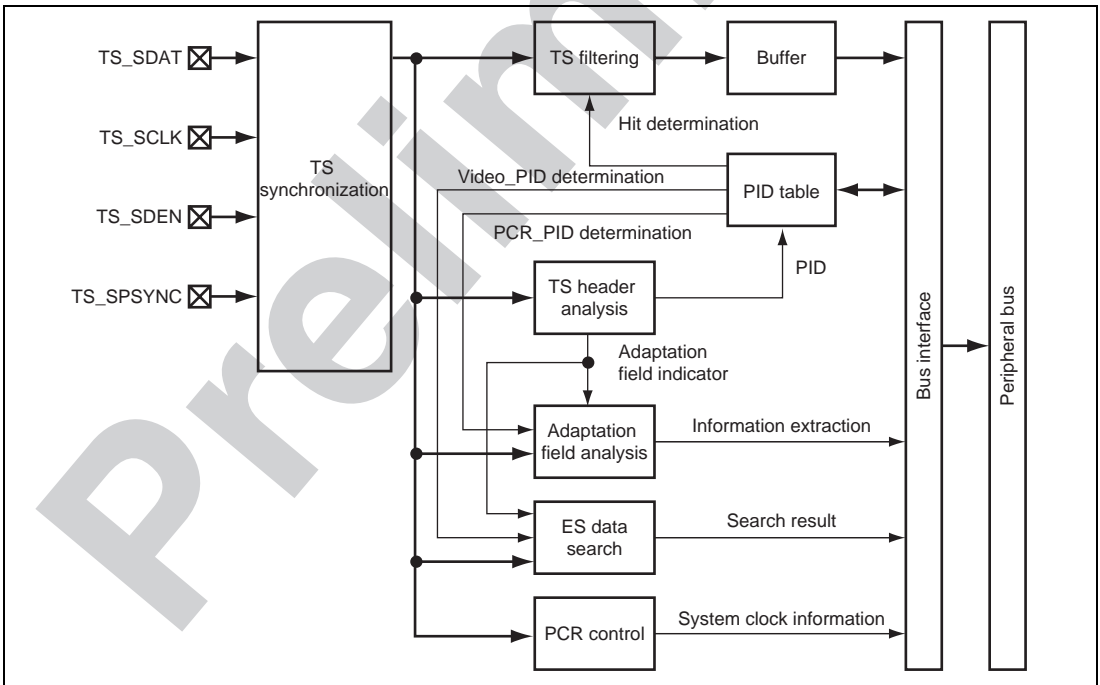 TS_SDAT
TS_SCLK
TS_SDEN
TS_SPSYNC
TS
synchronization
TS filtering
Buffer
Hit determination
Video_PID determination
PID table
PCR_PID determination
PID
TS header
analysis
Adaptation
field indicator
Adaptation
field analysis
Information extraction
ES data
search
Search result
PCR control
System clock information
Bus interface
Peripheral bus
Prelim